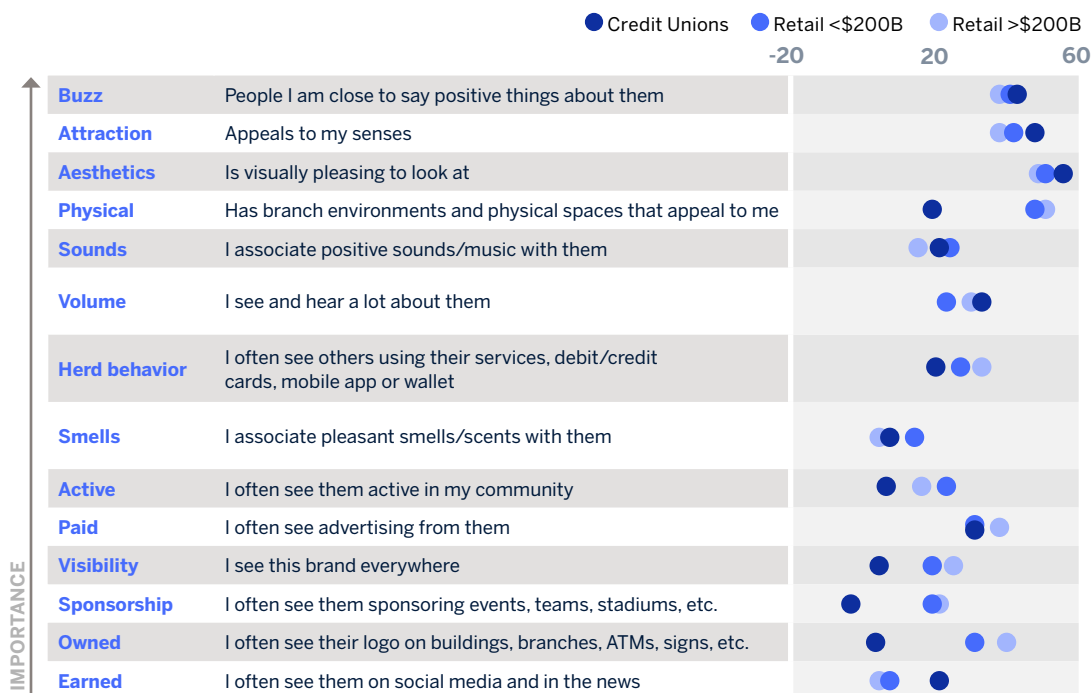 Credit Unions Retail <$200B Retail >$200B
-20 20 60
Buzz People I am close to say positive things about them
Attraction Appeals to my senses
Aesthetics Is visually pleasing to look at
Physical Has branch environments and physical spaces that appeal to me
Sounds I associate positive sounds/music with them
Volume I see and hear a lot about them
Herd behavior I often see others using their services, debit/credit
cards, mobile app or wallet
Smells I associate pleasant smells/scents with them
Active I often see them active in my community
Paid I often see advertising from them
Visibility I see this brand everywhere
Sponsorship I often see them sponsoring events, teams, stadiums, etc.
Owned I often see their logo on buildings, branches, ATMs, signs, etc.
Earned I often see them on social media and in the news
IMPORTANCE